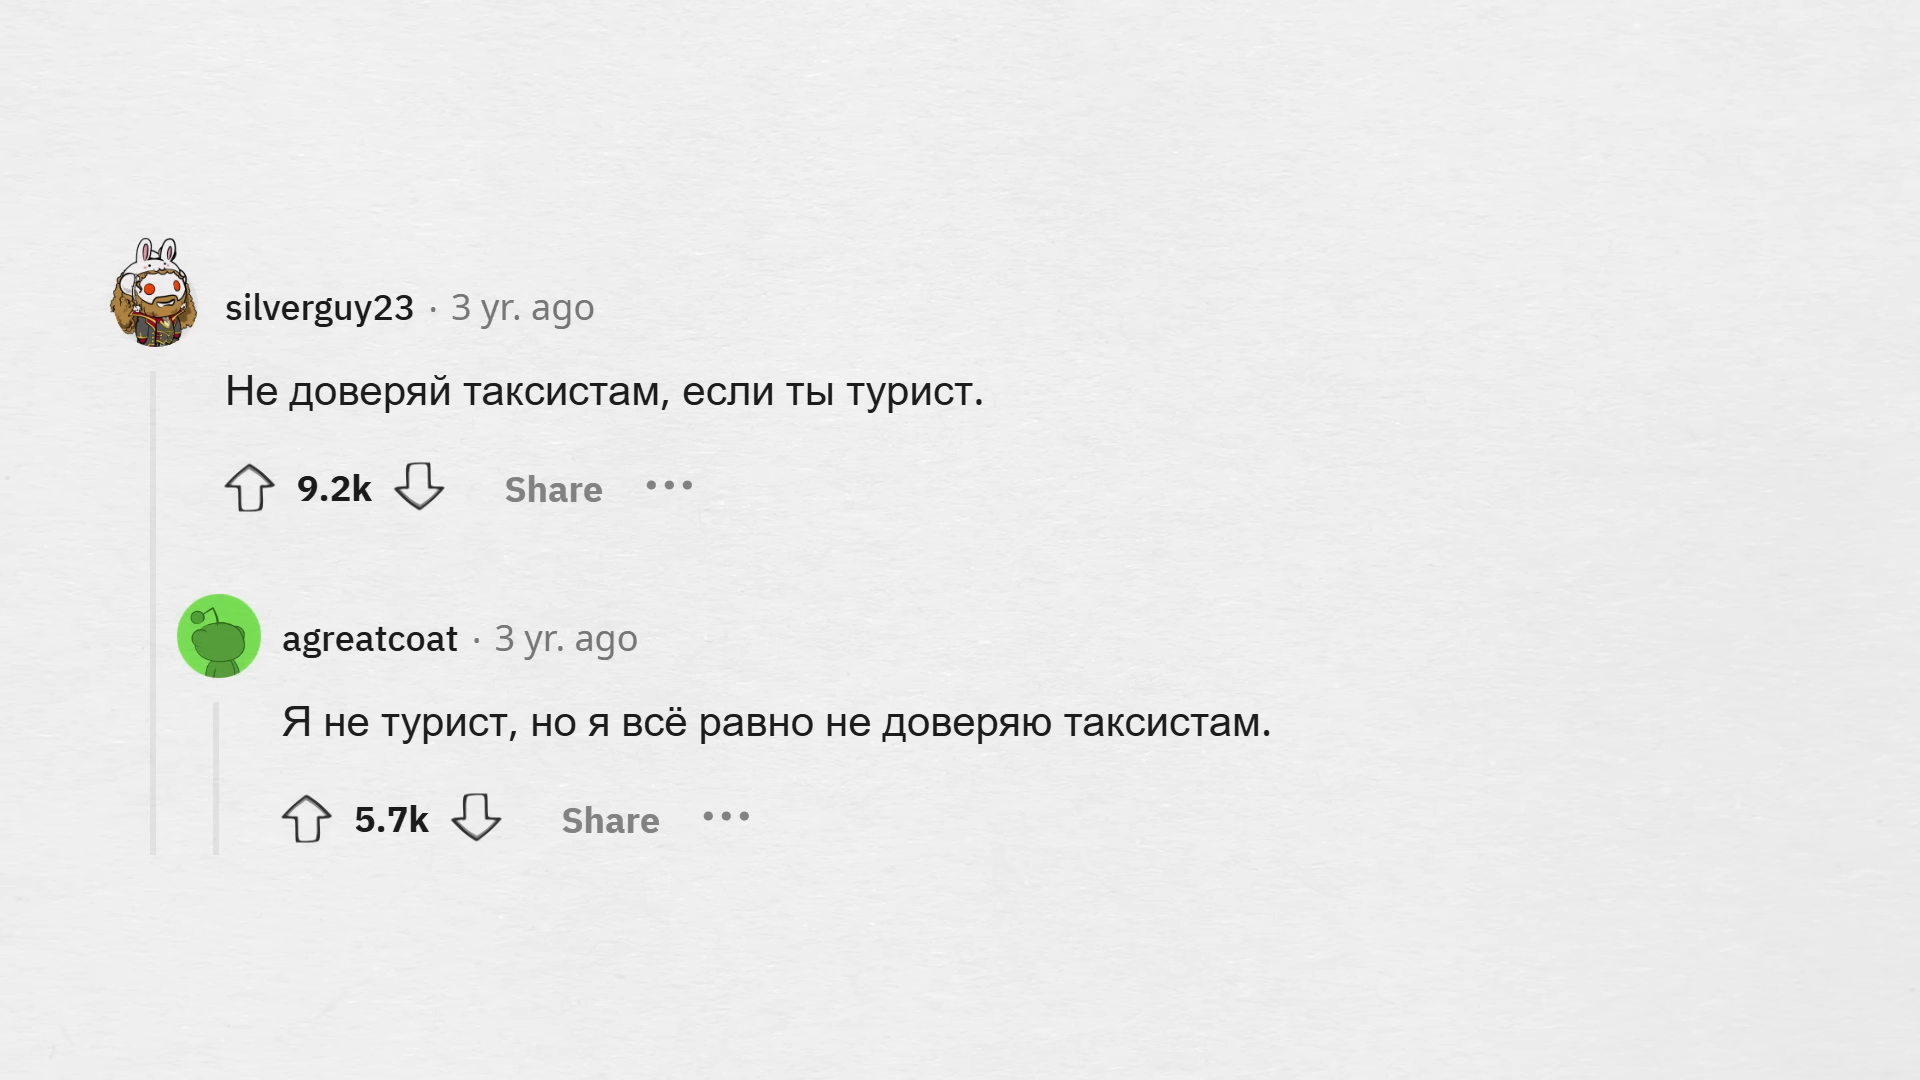 silverguy23 · 3 yr. ago
Не доверяй таксистам, если ты турист.
9.2k Share ···
agreatcoat · 3 yr. ago
Я не турист, но я всё равно не доверяю таксистам.
5.7k Share ···